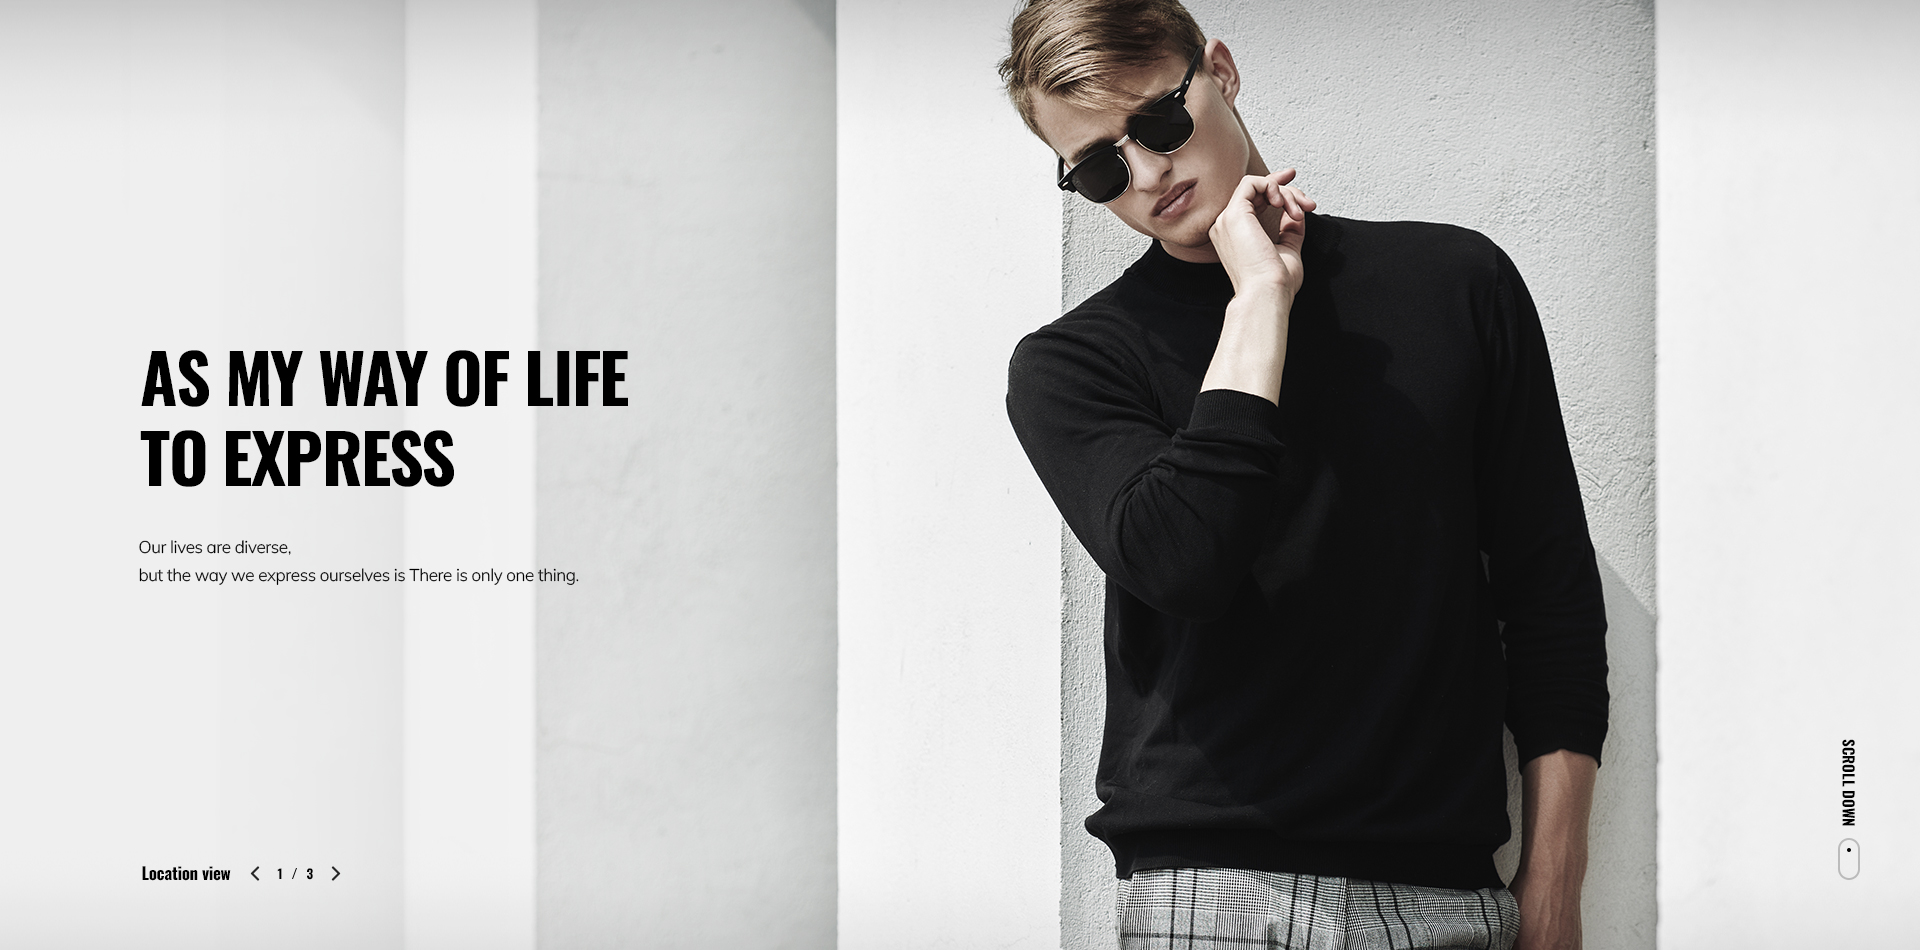 AS MY WAY OF LIFE
TO EXPRESS
Our lives are diverse,
but the way we express ourselves is There is only one thing.
Location view 1 / 3
SCROLL DOWN